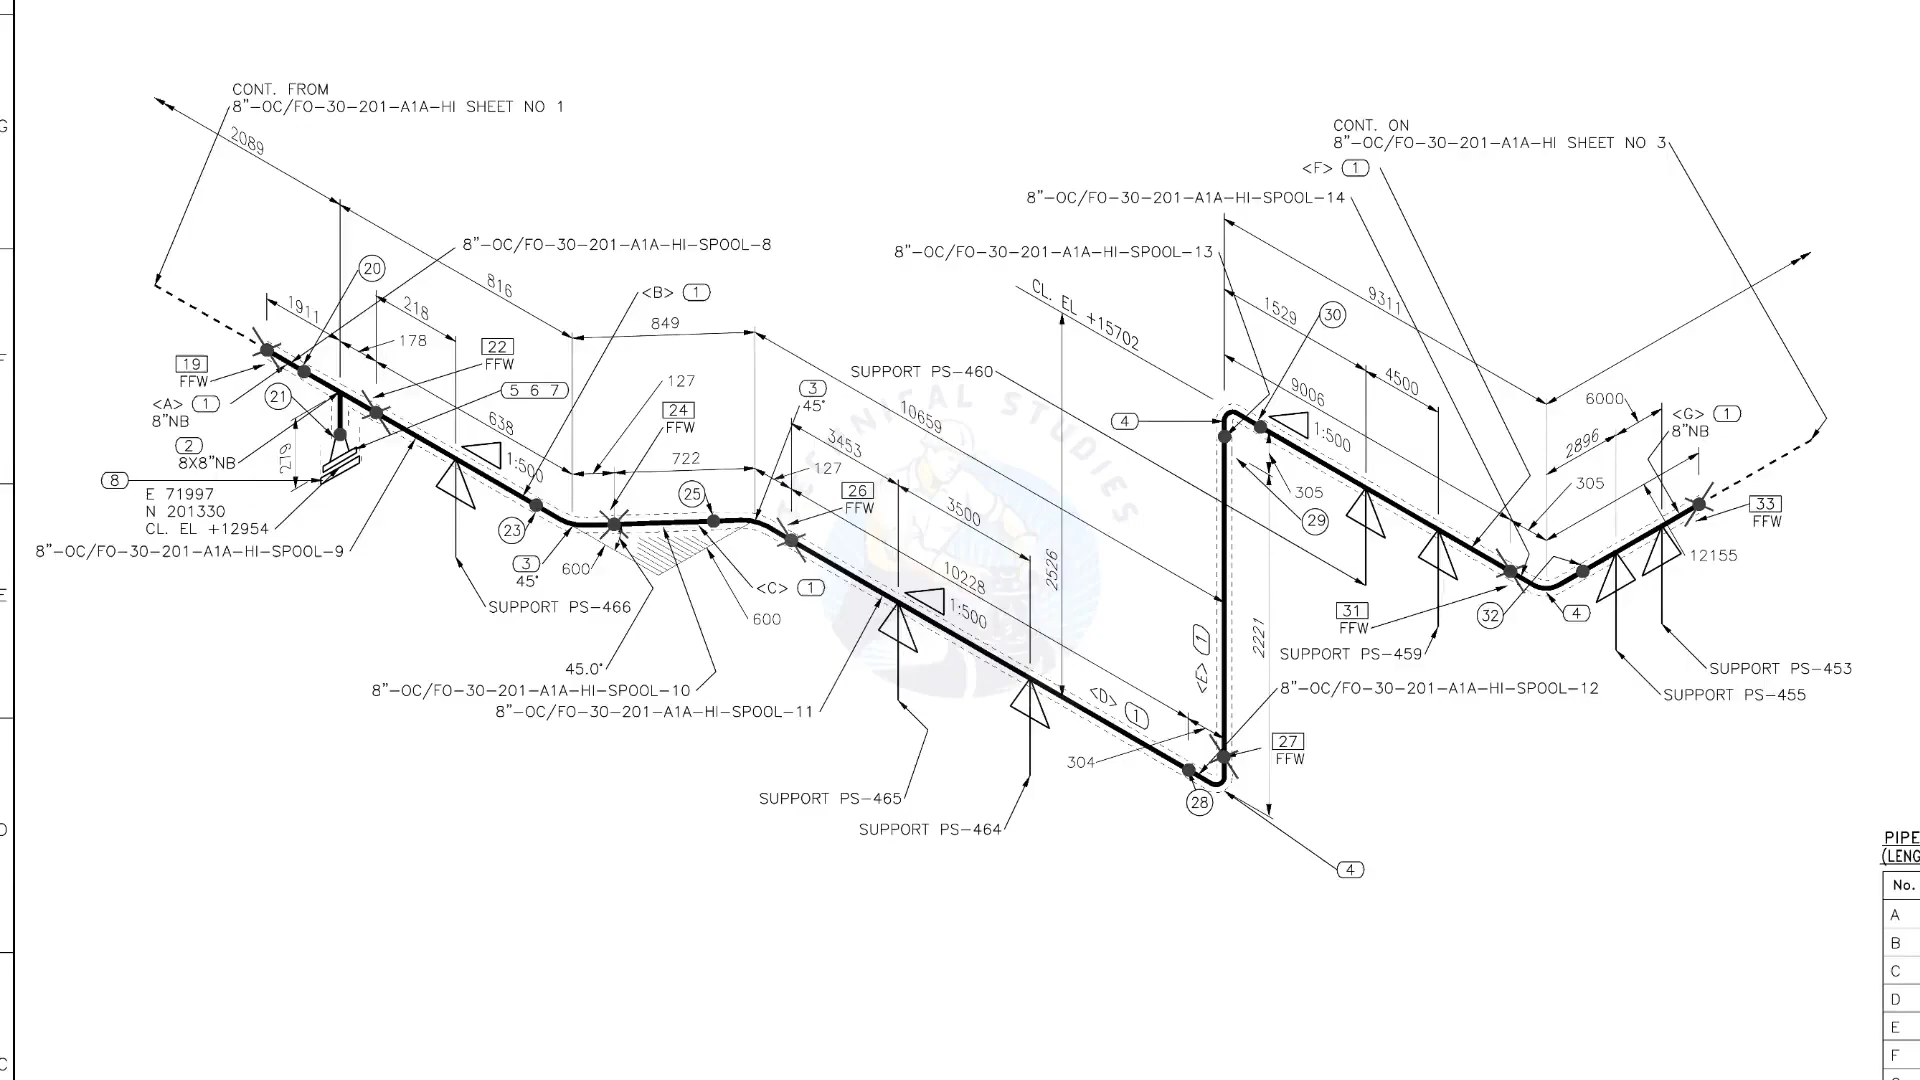 CONT. FROM
8"-OC/FO-30-201-A1A-HI SHEET NO 1
2089
8"-OC/FO-30-201-A1A-HI-SPOOL-8
20
816
<B> 1
849
1911
218
178
22
FFW
19
FFW
<A> 1
8"NB
21
5 6 7
127
24
FFW
638
2
8X8"NB
279
8
E 71997
N 201330
CL. EL +12954
8"-OC/FO-30-201-A1A-HI-SPOOL-9
1:500
23
3
45°
722
25
600
SUPPORT PS-466
<C> 1
600
45.0°
8"-OC/FO-30-201-A1A-HI-SPOOL-10
8"-OC/FO-30-201-A1A-HI-SPOOL-11
3
45°
127
3453
26
FFW
10659
3500
10228
1:500
2526
<D> 1
304
28
SUPPORT PS-465
SUPPORT PS-464
CONT. ON
8"-OC/FO-30-201-A1A-HI SHEET NO 3
<F> 1
8"-OC/FO-30-201-A1A-HI-SPOOL-14
8"-OC/FO-30-201-A1A-HI-SPOOL-13
CL. EL +15702
SUPPORT PS-460
4
1529
9311
30
4500
9006
1:500
305
29
6000
<G> 1
8"NB
2896
305
33
FFW
12155
31
FFW
32
4
SUPPORT PS-459
SUPPORT PS-453
SUPPORT PS-455
<E> 1
2221
8"-OC/FO-30-201-A1A-HI-SPOOL-12
27
FFW
4
NICAL STUDIES
PIPE
(LENG
No.
A
B
C
D
E
F
G
F
E
D
C